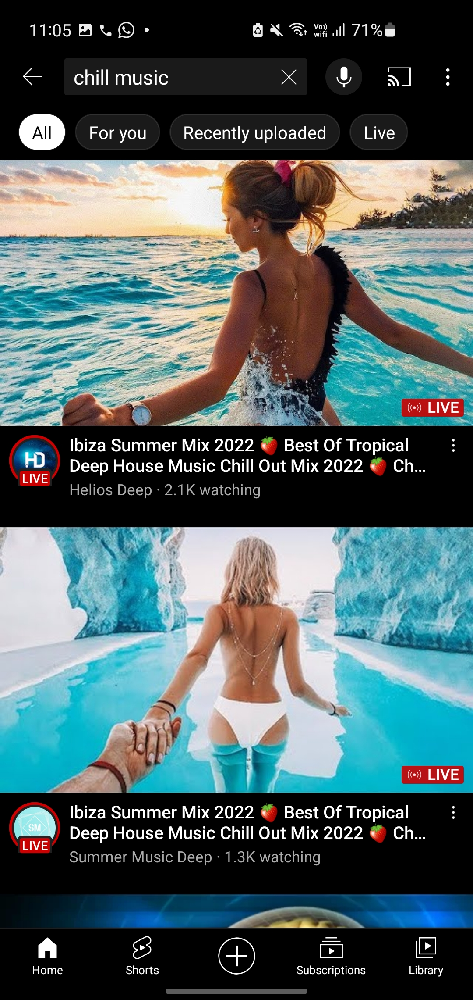 11:05
Vo))
wifi
71%
chill music
All
For you
Recently uploaded
Live
LIVE
HD
LIVE
Ibiza Summer Mix 2022 🍓 Best Of Tropical
Deep House Music Chill Out Mix 2022 🍓 Ch...
Helios Deep · 2.1K watching
LIVE
SM
LIVE
Ibiza Summer Mix 2022 🍓 Best Of Tropical
Deep House Music Chill Out Mix 2022 🍓 Ch...
Summer Music Deep · 1.3K watching
Home
Shorts
Subscriptions
Library